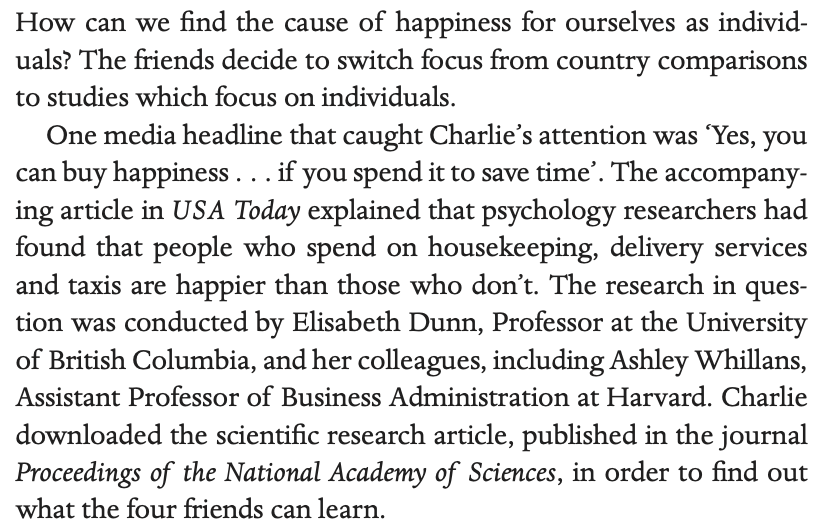 How can we find the cause of happiness for ourselves as individ-
uals? The friends decide to switch focus from country comparisons
to studies which focus on individuals.
One media headline that caught Charlie’s attention was ‘Yes, you
can buy happiness . . . if you spend it to save time’. The accompany-
ing article in USA Today explained that psychology researchers had
found that people who spend on housekeeping, delivery services
and taxis are happier than those who don’t. The research in ques-
tion was conducted by Elisabeth Dunn, Professor at the University
of British Columbia, and her colleagues, including Ashley Whillans,
Assistant Professor of Business Administration at Harvard. Charlie
downloaded the scientific research article, published in the journal
Proceedings of the National Academy of Sciences, in order to find out
what the four friends can learn.